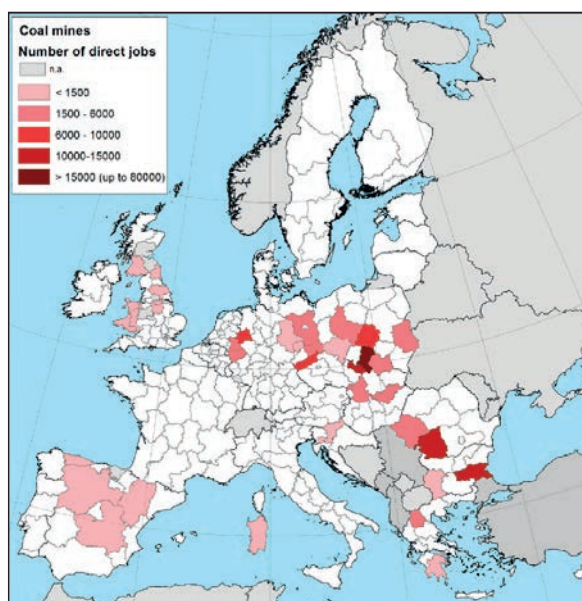 Coal mines
Number of direct jobs
n.a.
< 1500
1500 - 6000
6000 - 10000
10000-15000
> 15000 (up to 80000)